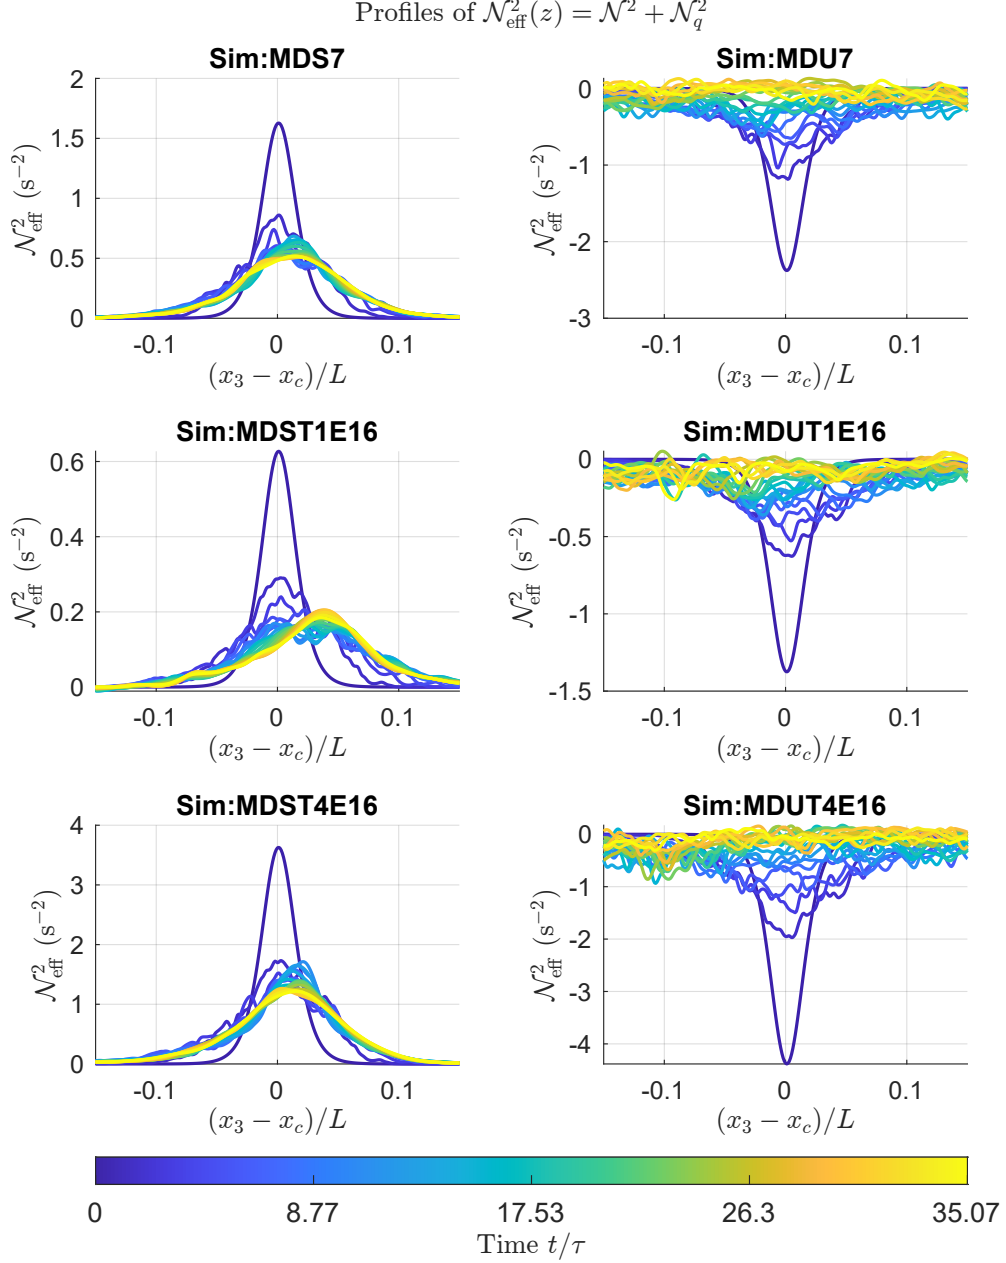 Profiles of 𝒩²_eff(z) = 𝒩² + 𝒩²_q
Sim:MDS7
2
1.5
1
0.5
0
𝒩²_eff (s⁻²)
-0.1 0 0.1
(x₃ − x_c)/L
Sim:MDU7
0
-1
-2
-3
𝒩²_eff (s⁻²)
-0.1 0 0.1
(x₃ − x_c)/L
Sim:MDST1E16
0.6
0.4
0.2
0
𝒩²_eff (s⁻²)
-0.1 0 0.1
(x₃ − x_c)/L
Sim:MDUT1E16
0
-0.5
-1
-1.5
𝒩²_eff (s⁻²)
-0.1 0 0.1
(x₃ − x_c)/L
Sim:MDST4E16
4
3
2
1
0
𝒩²_eff (s⁻²)
-0.1 0 0.1
(x₃ − x_c)/L
Sim:MDUT4E16
0
-1
-2
-3
-4
𝒩²_eff (s⁻²)
-0.1 0 0.1
(x₃ − x_c)/L
0 8.77 17.53 26.3 35.07
Time t/τ